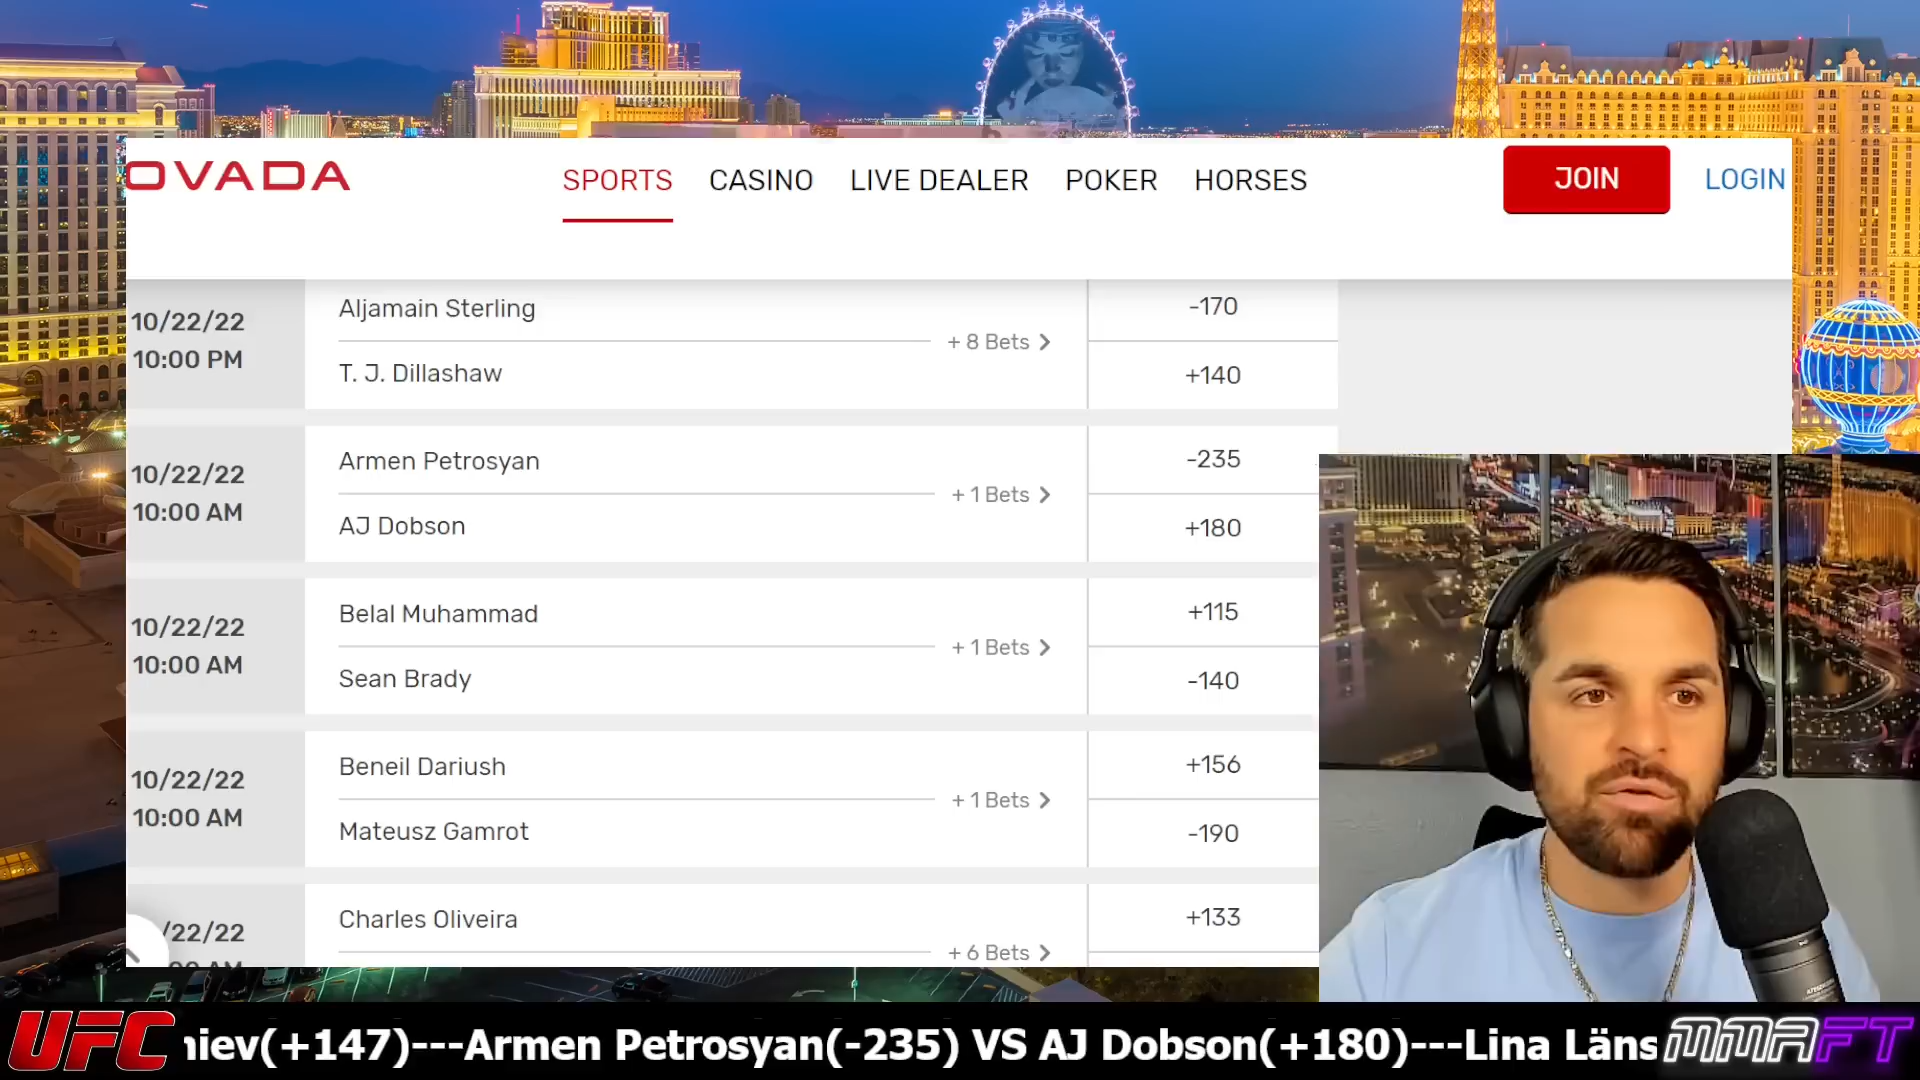 OVADA
SPORTS CASINO LIVE DEALER POKER HORSES JOIN LOGIN
10/22/22
10:00 PM
Aljamain Sterling
-170
+ 8 Bets
T. J. Dillashaw
+140
10/22/22
10:00 AM
Armen Petrosyan
-235
+ 1 Bets
AJ Dobson
+180
10/22/22
10:00 AM
Belal Muhammad
+115
+ 1 Bets
Sean Brady
-140
10/22/22
10:00 AM
Beneil Dariush
+156
+ 1 Bets
Mateusz Gamrot
-190
/22/22
00 AM
Charles Oliveira
+133
+ 6 Bets
UFC niev(+147)---Armen Petrosyan(-235) VS AJ Dobson(+180)---Lina Läns MMAFT